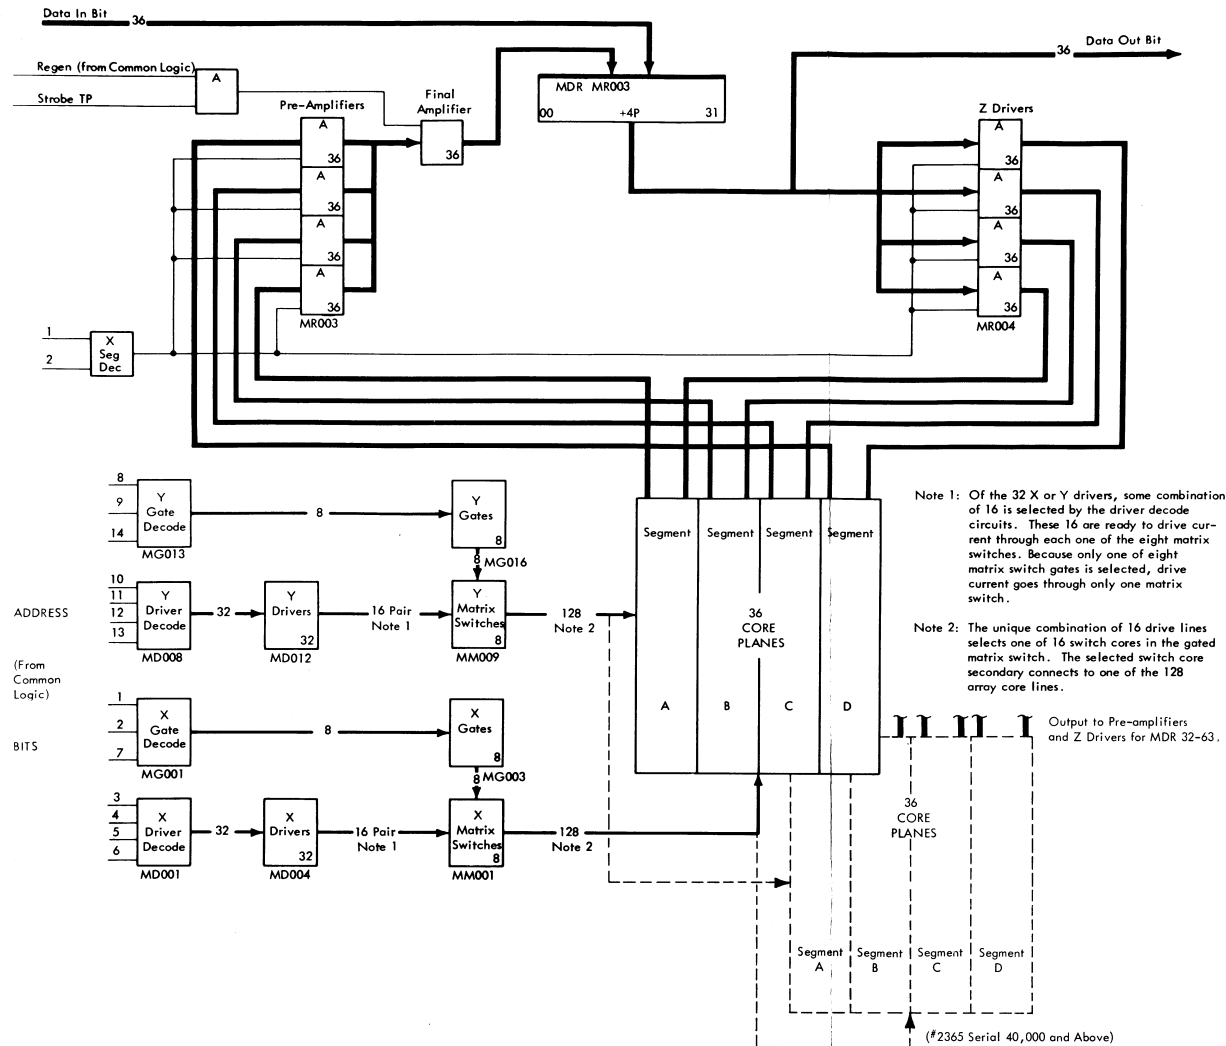 Data In Bit
36
Regen (from Common Logic)
A
Strobe TP
Pre-Amplifiers
A
36
A
36
A
36
A
36
MR003
Final
Amplifier
36
MDR MR003
00 +4P 31
36
Data Out Bit
Z Drivers
A
36
A
36
A
36
A
36
MR004
1
2
X
Seg
Dec
8
9
14
Y
Gate
Decode
MG013
8
Y
Gates
8
8
MG016
ADDRESS
(From
Common
Logic)
BITS
10
11
12
13
Y
Driver
Decode
MD008
32
Y
Drivers
32
MD012
16 Pair
Note 1
Y
Matrix
Switches
8
MM009
128
Note 2
1
2
7
X
Gate
Decode
MG001
8
X
Gates
8
8
MG003
3
4
5
6
X
Driver
Decode
MD001
32
X
Drivers
32
MD004
16 Pair
Note 1
X
Matrix
Switches
8
MM001
128
Note 2
Segment Segment Segment Segment
36
CORE
PLANES
A B C D
Note 1: Of the 32 X or Y drivers, some combination
of 16 is selected by the driver decode
circuits. These 16 are ready to drive cur-
rent through each one of the eight matrix
switches. Because only one of eight
matrix switch gates is selected, drive
current goes through only one matrix
switch.
Note 2: The unique combination of 16 drive lines
selects one of 16 switch cores in the gated
matrix switch. The selected switch core
secondary connects to one of the 128
array core lines.
Output to Pre-amplifiers
and Z Drivers for MDR 32-63.
36
CORE
PLANES
Segment Segment Segment Segment
A B C D
(#2365 Serial 40,000 and Above)